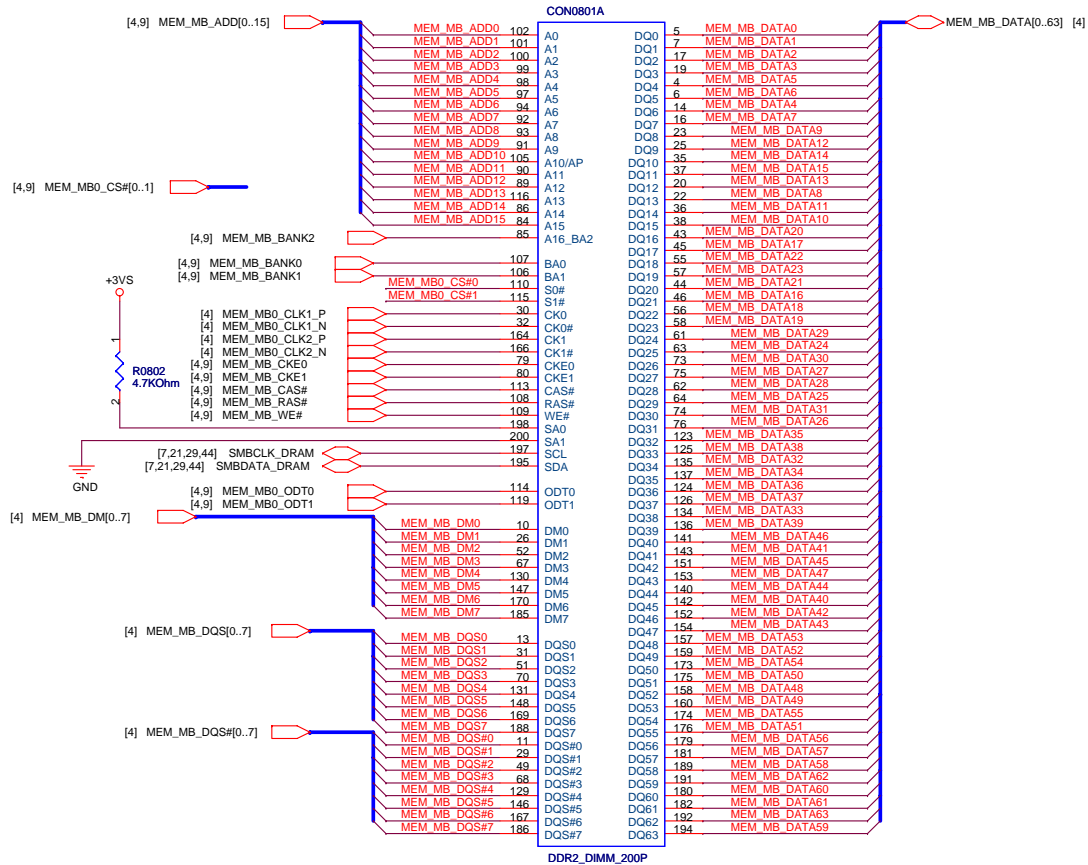 CON0801A
[4,9] MEM_MB_ADD[0..15]
MEM_MB_DATA[0..63] [4]
MEM_MB_ADD0 102 A0 DQ0 5 MEM_MB_DATA0
MEM_MB_ADD1 101 A1 DQ1 7 MEM_MB_DATA1
MEM_MB_ADD2 100 A2 DQ2 17 MEM_MB_DATA2
MEM_MB_ADD3 99 A3 DQ3 19 MEM_MB_DATA3
MEM_MB_ADD4 98 A4 DQ4 4 MEM_MB_DATA5
MEM_MB_ADD5 97 A5 DQ5 6 MEM_MB_DATA6
MEM_MB_ADD6 94 A6 DQ6 14 MEM_MB_DATA4
MEM_MB_ADD7 92 A7 DQ7 16 MEM_MB_DATA7
MEM_MB_ADD8 93 A8 DQ8 23 MEM_MB_DATA9
MEM_MB_ADD9 91 A9 DQ9 25 MEM_MB_DATA12
MEM_MB_ADD10 105 A10/AP DQ10 35 MEM_MB_DATA14
MEM_MB_ADD11 90 A11 DQ11 37 MEM_MB_DATA15
[4,9] MEM_MB0_CS#[0..1]
MEM_MB_ADD12 89 A12 DQ12 20 MEM_MB_DATA13
MEM_MB_ADD13 116 A13 DQ13 22 MEM_MB_DATA8
MEM_MB_ADD14 86 A14 DQ14 36 MEM_MB_DATA11
MEM_MB_ADD15 84 A15 DQ15 38 MEM_MB_DATA10
[4,9] MEM_MB_BANK2 85 A16_BA2 DQ16 43 MEM_MB_DATA20
DQ17 45 MEM_MB_DATA17
[4,9] MEM_MB_BANK0 107 BA0 DQ18 55 MEM_MB_DATA22
[4,9] MEM_MB_BANK1 106 BA1 DQ19 57 MEM_MB_DATA23
MEM_MB0_CS#0 110 S0# DQ20 44 MEM_MB_DATA21
MEM_MB0_CS#1 115 S1# DQ21 46 MEM_MB_DATA16
+3VS
[4] MEM_MB0_CLK1_P 30 CK0 DQ22 56 MEM_MB_DATA18
[4] MEM_MB0_CLK1_N 32 CK0# DQ23 58 MEM_MB_DATA19
[4] MEM_MB0_CLK2_P 164 CK1 DQ24 61 MEM_MB_DATA29
[4] MEM_MB0_CLK2_N 166 CK1# DQ25 63 MEM_MB_DATA24
1
[4,9] MEM_MB_CKE0 79 CKE0 DQ26 73 MEM_MB_DATA30
R0802
[4,9] MEM_MB_CKE1 80 CKE1 DQ27 75 MEM_MB_DATA27
4.7KOhm
[4,9] MEM_MB_CAS# 113 CAS# DQ28 62 MEM_MB_DATA28
2
[4,9] MEM_MB_RAS# 108 RAS# DQ29 64 MEM_MB_DATA25
[4,9] MEM_MB_WE# 109 WE# DQ30 74 MEM_MB_DATA31
198 SA0 DQ31 76 MEM_MB_DATA26
200 SA1 DQ32 123 MEM_MB_DATA35
[7,21,29,44] SMBCLK_DRAM 197 SCL DQ33 125 MEM_MB_DATA38
[7,21,29,44] SMBDATA_DRAM 195 SDA DQ34 135 MEM_MB_DATA32
GND
DQ35 137 MEM_MB_DATA34
[4,9] MEM_MB0_ODT0 114 ODT0 DQ36 124 MEM_MB_DATA36
[4,9] MEM_MB0_ODT1 119 ODT1 DQ37 126 MEM_MB_DATA37
[4] MEM_MB_DM[0..7]
DQ38 134 MEM_MB_DATA33
MEM_MB_DM0 10 DM0 DQ39 136 MEM_MB_DATA39
MEM_MB_DM1 26 DM1 DQ40 141 MEM_MB_DATA46
MEM_MB_DM2 52 DM2 DQ41 143 MEM_MB_DATA41
MEM_MB_DM3 67 DM3 DQ42 151 MEM_MB_DATA45
MEM_MB_DM4 130 DM4 DQ43 153 MEM_MB_DATA47
MEM_MB_DM5 147 DM5 DQ44 140 MEM_MB_DATA44
MEM_MB_DM6 170 DM6 DQ45 142 MEM_MB_DATA40
MEM_MB_DM7 185 DM7 DQ46 152 MEM_MB_DATA42
[4] MEM_MB_DQS[0..7]
DQ47 154 MEM_MB_DATA43
MEM_MB_DQS0 13 DQS0 DQ48 157 MEM_MB_DATA53
MEM_MB_DQS1 31 DQS1 DQ49 159 MEM_MB_DATA52
MEM_MB_DQS2 51 DQS2 DQ50 173 MEM_MB_DATA54
MEM_MB_DQS3 70 DQS3 DQ51 175 MEM_MB_DATA50
MEM_MB_DQS4 131 DQS4 DQ52 158 MEM_MB_DATA48
MEM_MB_DQS5 148 DQS5 DQ53 160 MEM_MB_DATA49
MEM_MB_DQS6 169 DQS6 DQ54 174 MEM_MB_DATA55
MEM_MB_DQS7 188 DQS7 DQ55 176 MEM_MB_DATA51
[4] MEM_MB_DQS#[0..7]
MEM_MB_DQS#0 11 DQS#0 DQ56 179 MEM_MB_DATA56
MEM_MB_DQS#1 29 DQS#1 DQ57 181 MEM_MB_DATA57
MEM_MB_DQS#2 49 DQS#2 DQ58 189 MEM_MB_DATA58
MEM_MB_DQS#3 68 DQS#3 DQ59 191 MEM_MB_DATA62
MEM_MB_DQS#4 129 DQS#4 DQ60 180 MEM_MB_DATA60
MEM_MB_DQS#5 146 DQS#5 DQ61 182 MEM_MB_DATA61
MEM_MB_DQS#6 167 DQS#6 DQ62 192 MEM_MB_DATA63
MEM_MB_DQS#7 186 DQS#7 DQ63 194 MEM_MB_DATA59
DDR2_DIMM_200P